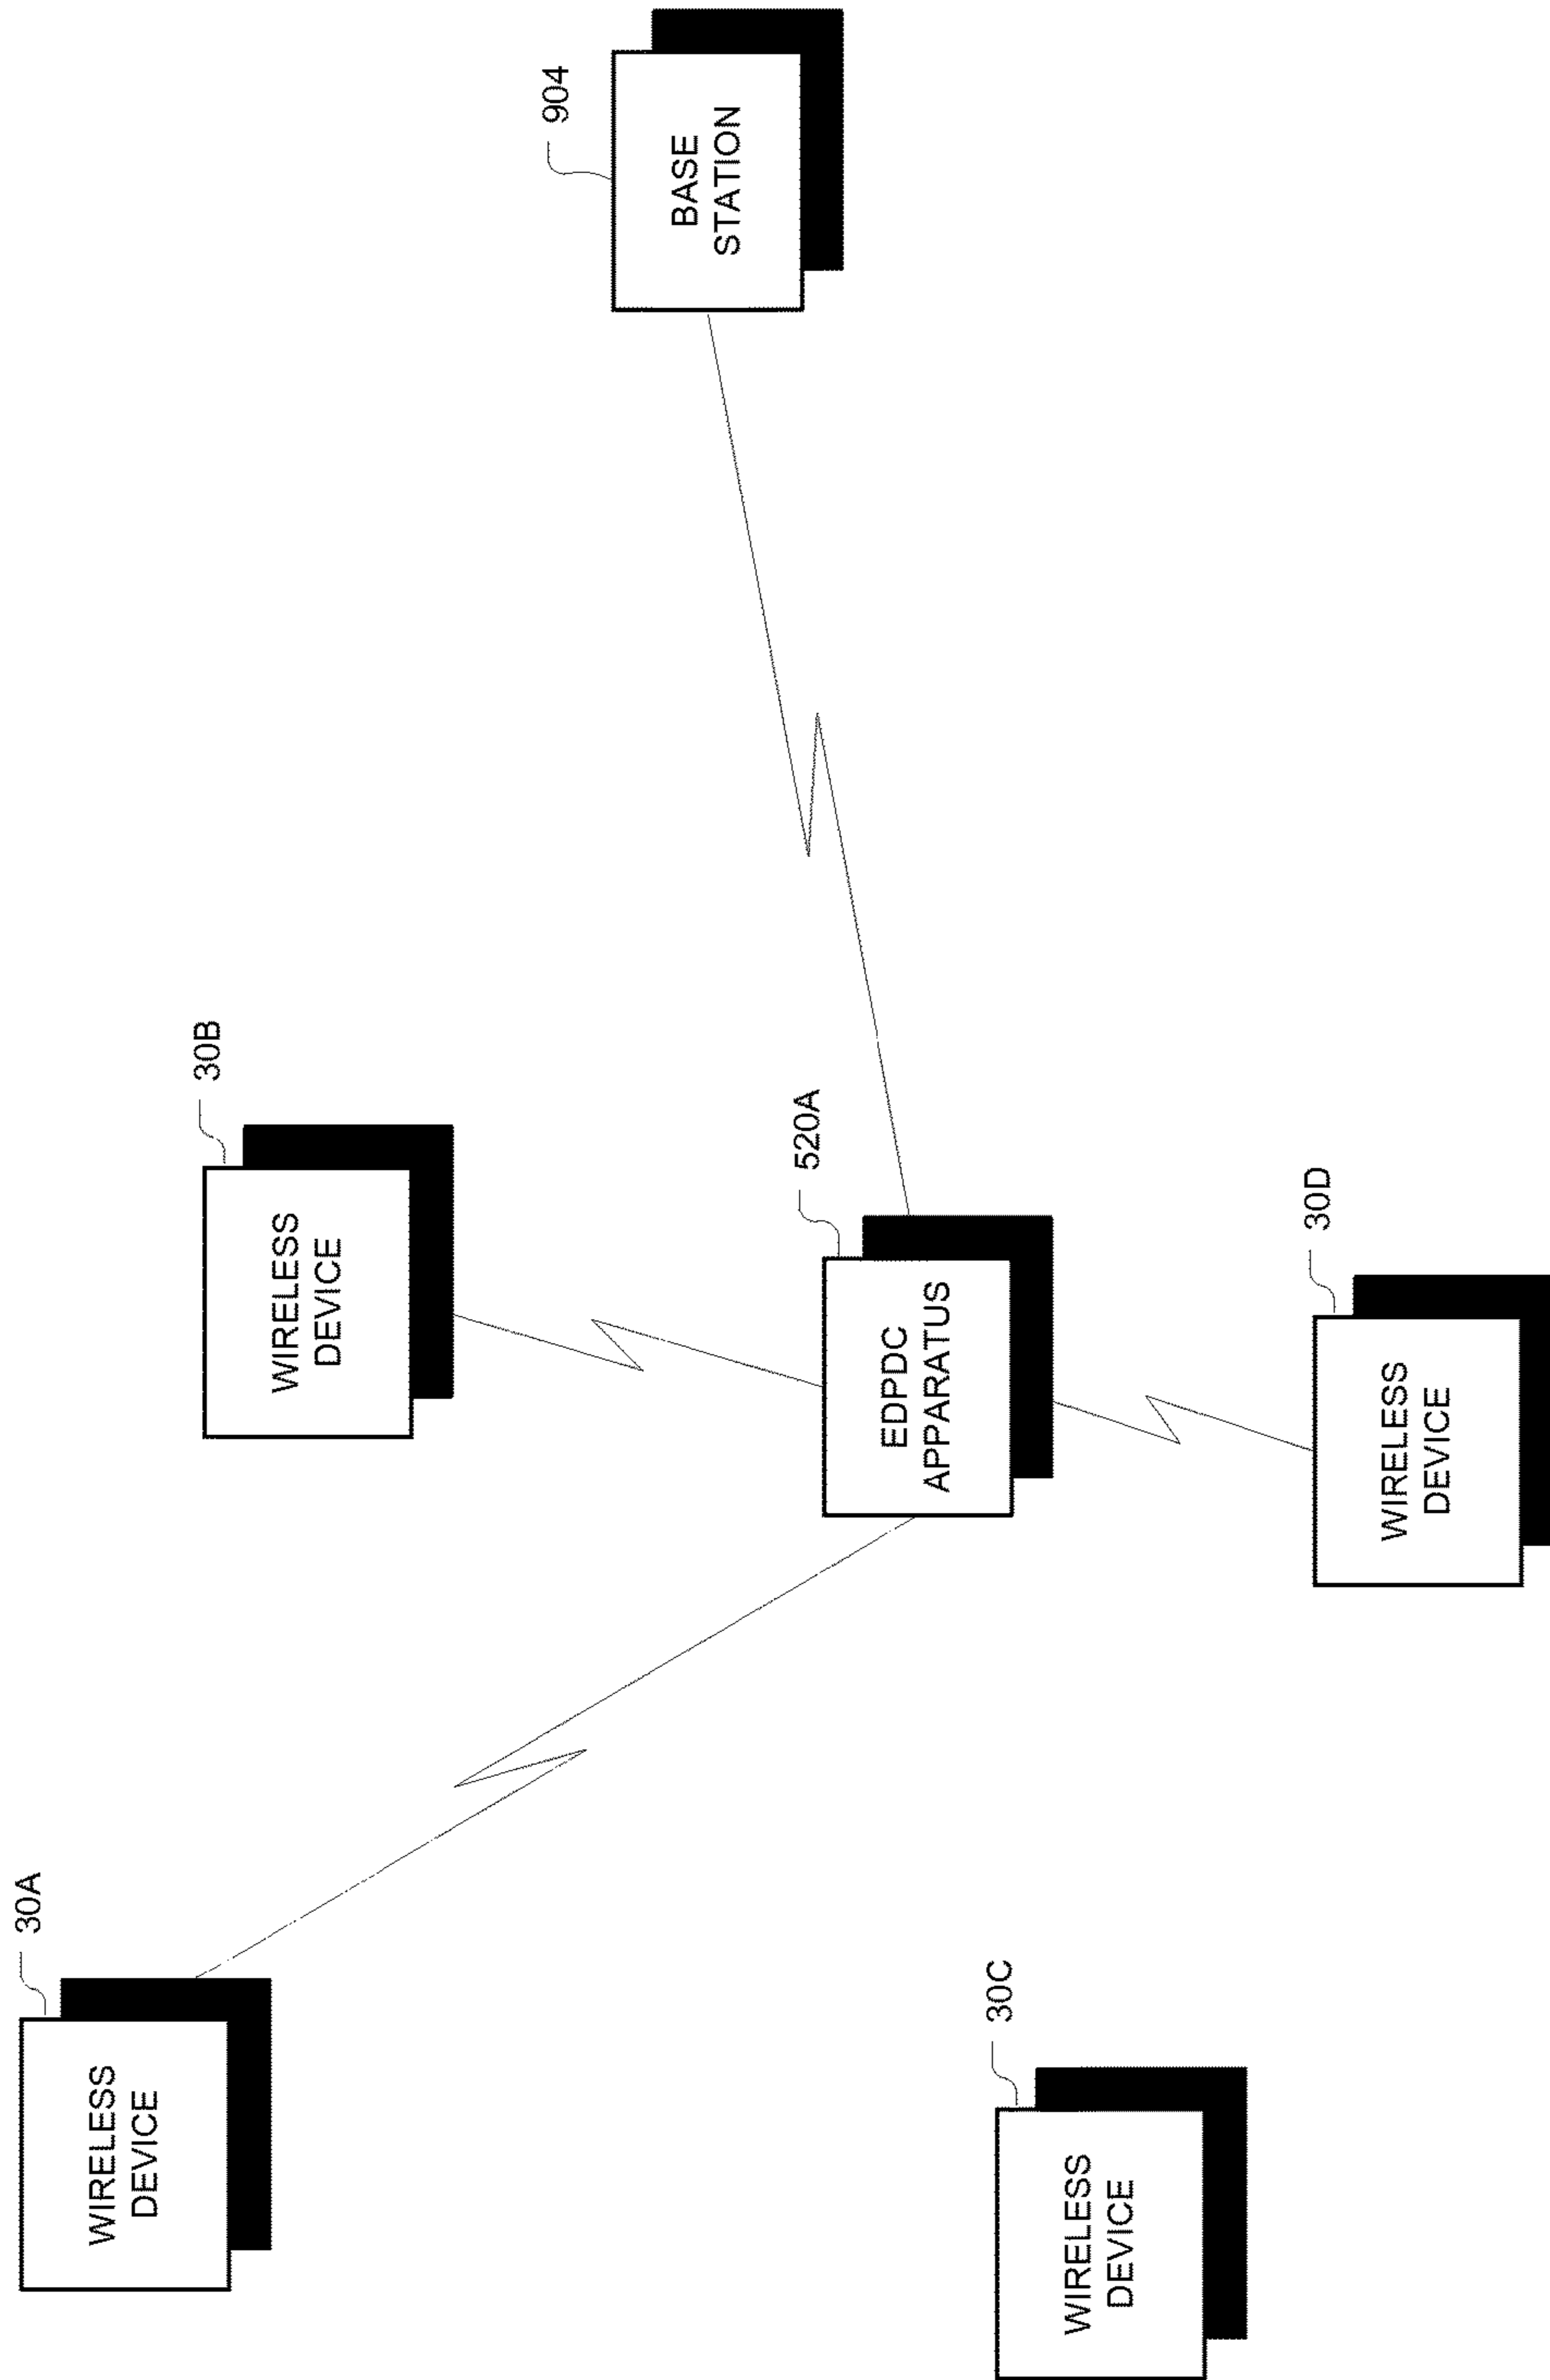 30A
WIRELESS
DEVICE
30B
WIRELESS
DEVICE
904
BASE
STATION
520A
EDPDC
APPARATUS
30C
WIRELESS
DEVICE
30D
WIRELESS
DEVICE